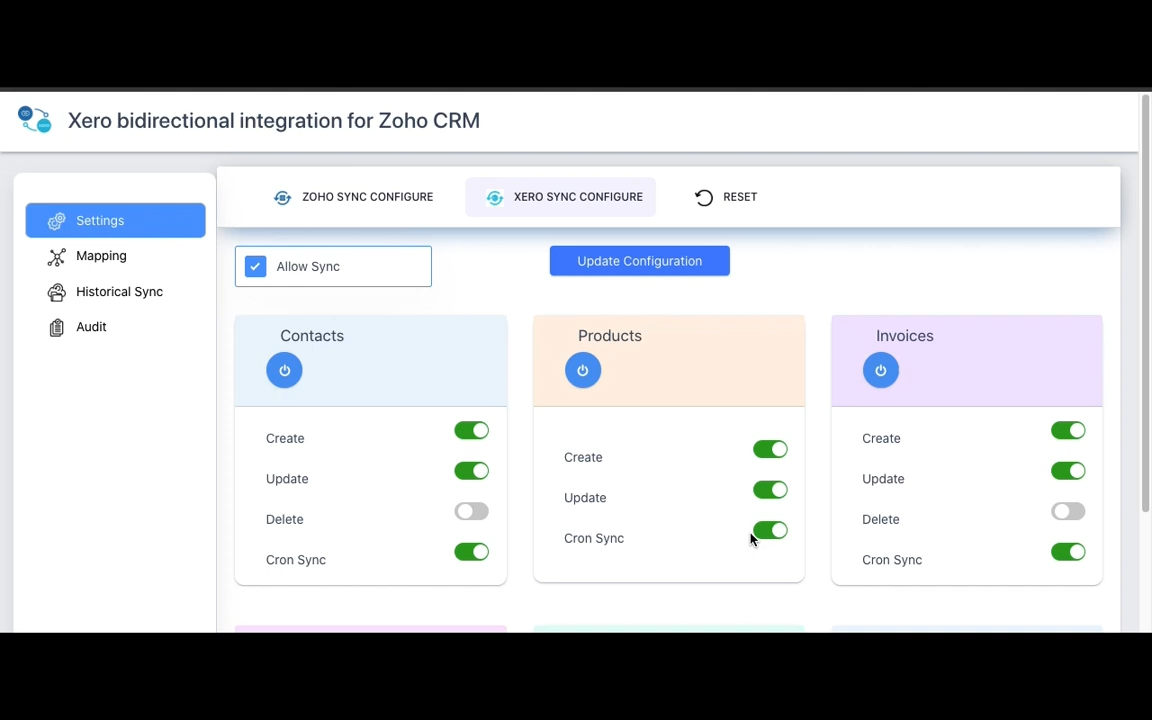 Xero bidirectional integration for Zoho CRM
ZOHO SYNC CONFIGURE
XERO SYNC CONFIGURE
RESET
Settings
Mapping
Historical Sync
Audit
Allow Sync
Update Configuration
Contacts
Create
Update
Delete
Cron Sync
Products
Create
Update
Cron Sync
Invoices
Create
Update
Delete
Cron Sync